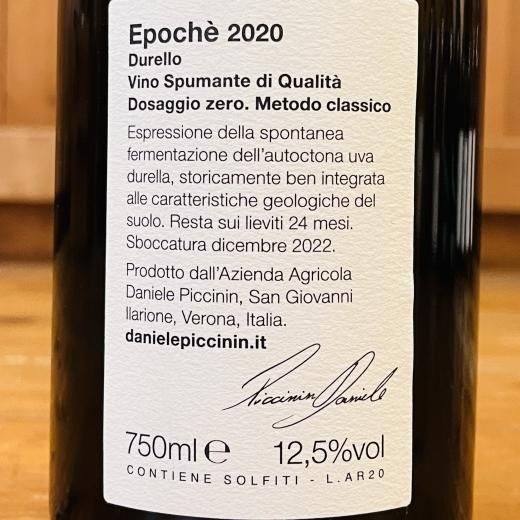 Epochè 2020
Durello
Vino Spumante di Qualità
Dosaggio zero. Metodo classico
Espressione della spontanea
fermentazione dell'autoctona uva
durella, storicamente ben integrata
alle caratteristiche geologiche del
suolo. Resta sui lieviti 24 mesi.
Sboccatura dicembre 2022.
Prodotto dall'Azienda Agricola
Daniele Piccinin, San Giovanni
Ilarione, Verona, Italia.
danielepiccinin.it
Piccinin Daniele
750ml ℮ 12,5%vol
CONTIENE SOLFITI - L.AR20